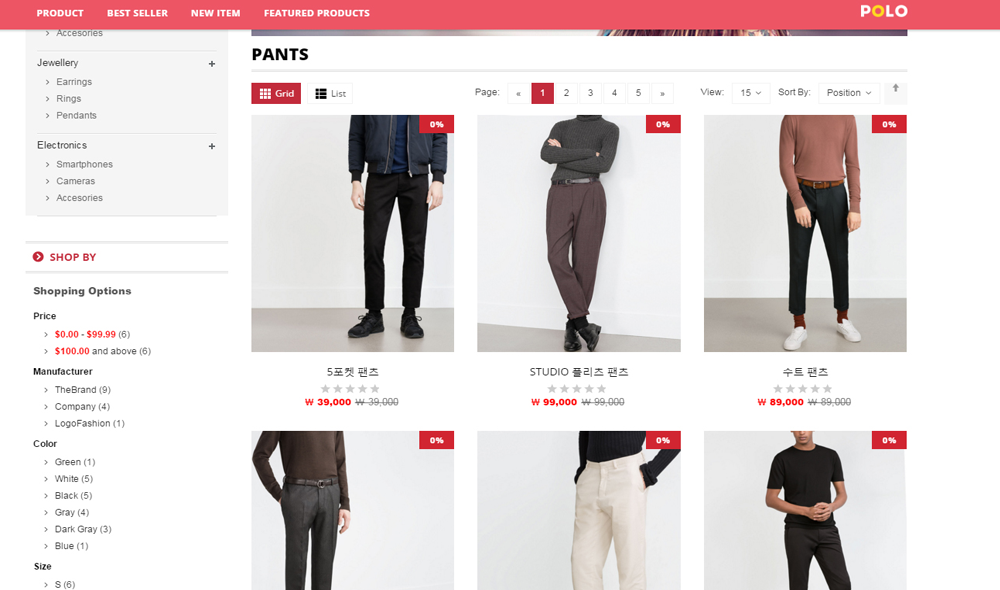 PRODUCT BEST SELLER NEW ITEM FEATURED PRODUCTS POLO
Accesories
Jewellery +
Earrings
Rings
Pendants
Electronics +
Smartphones
Cameras
Accesories
SHOP BY
Shopping Options
Price
$0.00 - $99.99 (6)
$100.00 and above (6)
Manufacturer
TheBrand (9)
Company (4)
LogoFashion (1)
Color
Green (1)
White (5)
Black (5)
Gray (4)
Dark Gray (3)
Blue (1)
Size
S (6)
PANTS
Grid List Page: « 1 2 3 4 5 » View: 15 Sort By: Position
0% 0% 0%
5포켓 팬츠 STUDIO 플리츠 팬츠 수트 팬츠
₩ 39,000 ₩ 39,000 ₩ 99,000 ₩ 99,000 ₩ 89,000 ₩ 89,000
0% 0% 0%